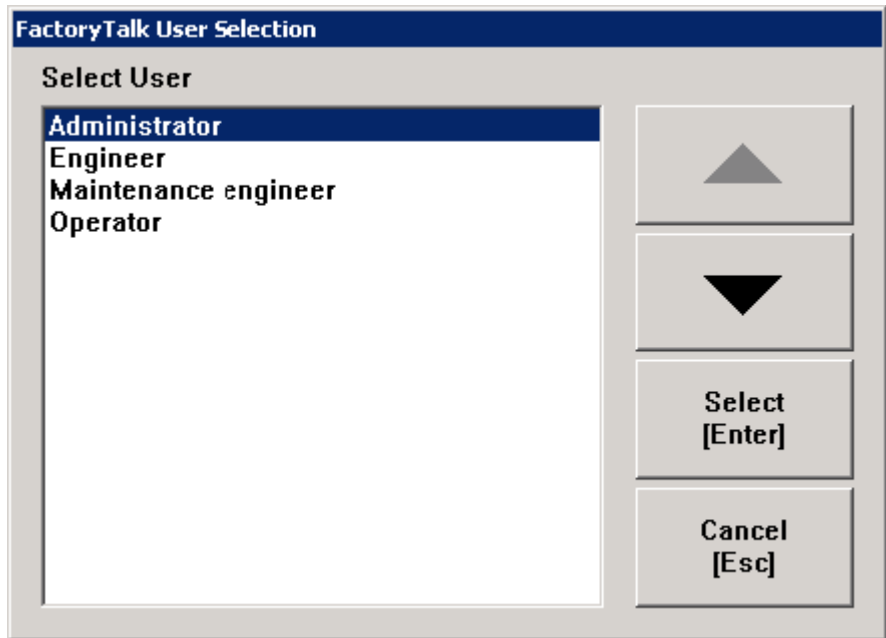 FactoryTalk User Selection
Select User
Administrator
Engineer
Maintenance engineer
Operator
Select
[Enter]
Cancel
[Esc]